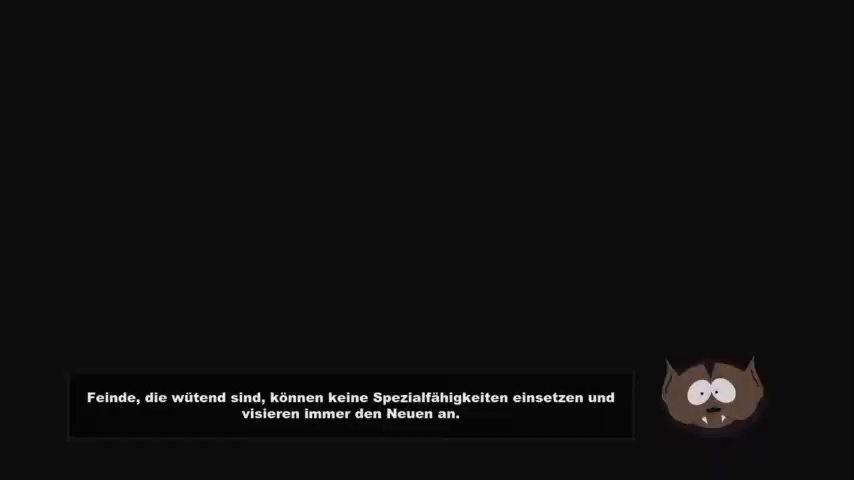 Feinde, die wütend sind, können keine Spezialfähigkeiten einsetzen und
visieren immer den Neuen an.